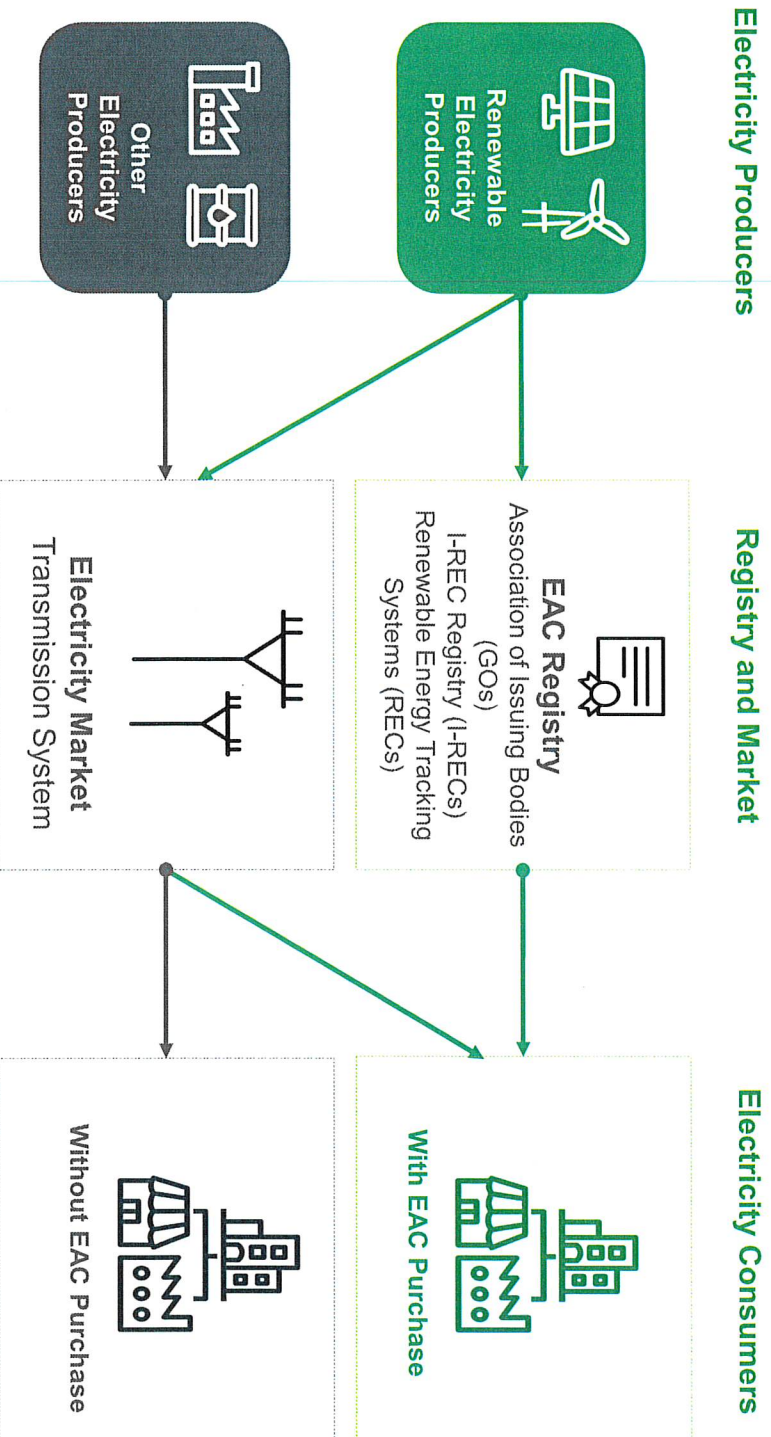 Electricity Producers
Registry and Market
Electricity Consumers
Renewable
Electricity
Producers
EAC Registry
Association of Issuing Bodies
(GOs)
I-REC Registry (I-RECs)
Renewable Energy Tracking
Systems (RECs)
With EAC Purchase
Other
Electricity
Producers
Electricity Market
Transmission System
Without EAC Purchase